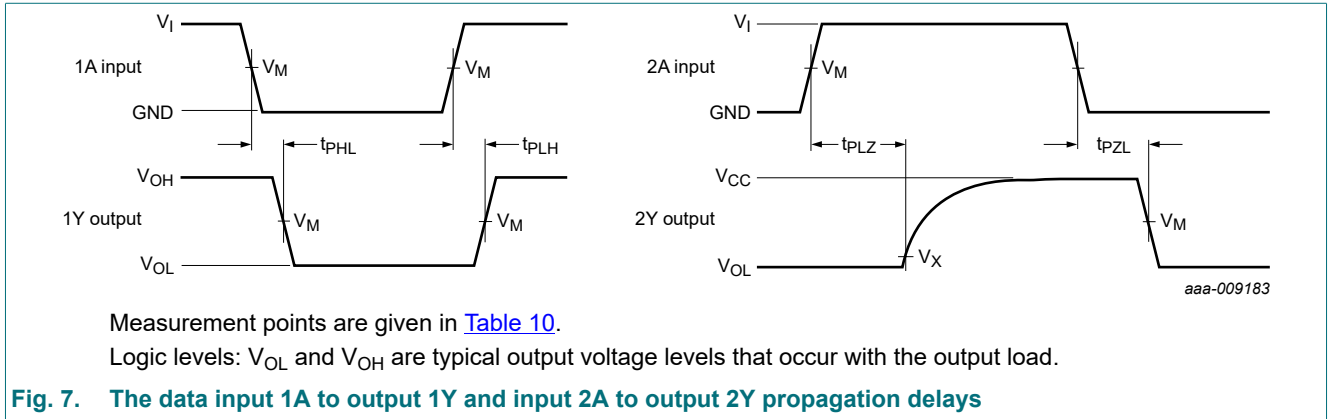 V_I
1A input
V_M
V_M
GND
t_PHL
t_PLH
V_OH
1Y output
V_M
V_M
V_OL
V_I
2A input
V_M
GND
t_PLZ
t_PZL
V_CC
2Y output
V_M
V_OL
V_X
aaa-009183
Measurement points are given in Table 10.
Logic levels: V_OL and V_OH are typical output voltage levels that occur with the output load.
Fig. 7. The data input 1A to output 1Y and input 2A to output 2Y propagation delays